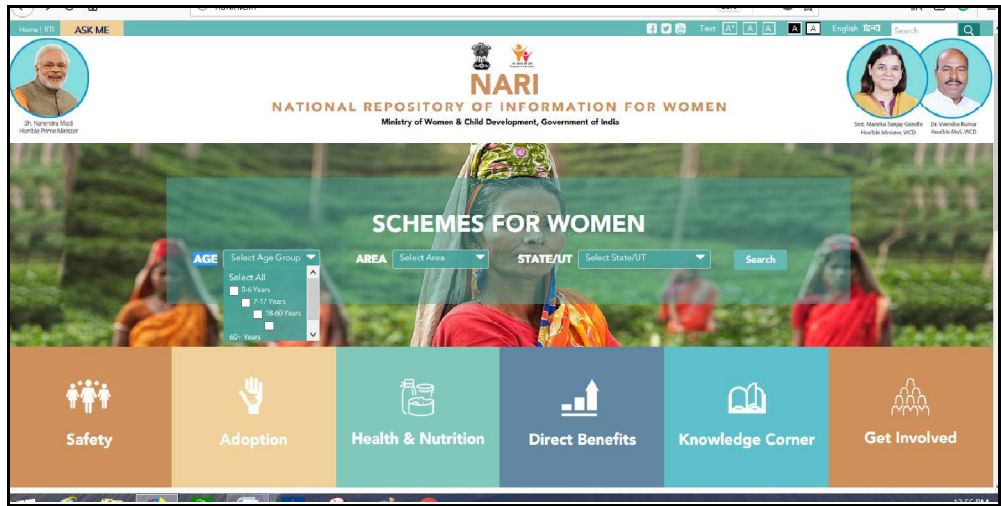 Home | RTI ASK ME Text A+ A A- A A English हिन्दी Search
NARI
NATIONAL REPOSITORY OF INFORMATION FOR WOMEN
Ministry of Women & Child Development, Government of India
Sh. Narendra Modi
Hon'ble Prime Minister
Smt. Maneka Sanjay Gandhi
Hon'ble Minister, WCD
Dr. Virendra Kumar
Hon'ble MoS, WCD
SCHEMES FOR WOMEN
AGE Select Age Group AREA Select Area STATE/UT Select State/UT Search
Select All
0-6 Years
7-17 Years
18-60 Years
60+ Years
Safety Adoption Health & Nutrition Direct Benefits Knowledge Corner Get Involved